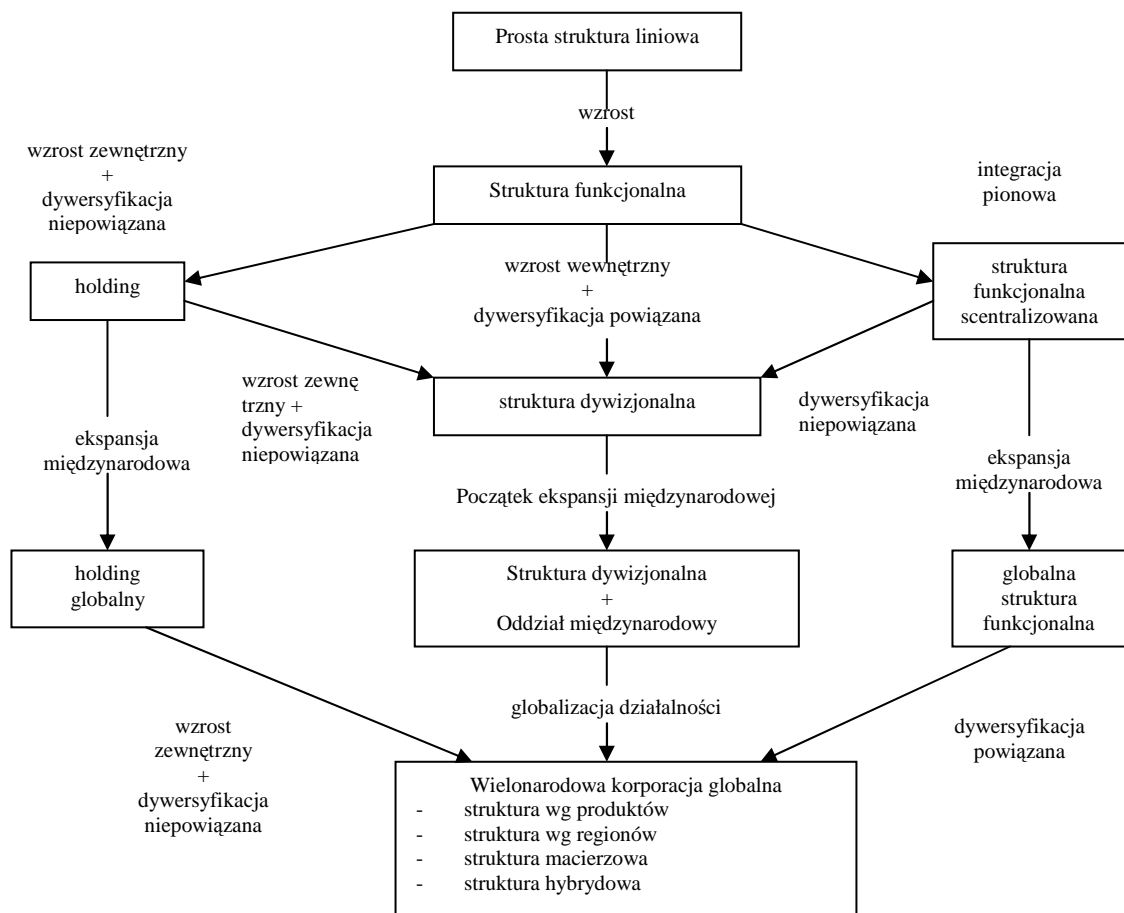 Prosta struktura liniowa
wzrost
wzrost zewnętrzny
+
dywersyfikacja
niepowiązana
integracja
pionowa
Struktura funkcjonalna
holding
wzrost wewnętrzny
+
dywersyfikacja powiązana
struktura
funkcjonalna
scentralizowana
wzrost zewnę
trzny +
dywersyfikacja
niepowiązana
struktura dywizjonalna
dywersyfikacja
niepowiązana
ekspansja
międzynarodowa
Początek ekspansji międzynarodowej
ekspansja
międzynarodowa
holding
globalny
Struktura dywizjonalna
+
Oddział międzynarodowy
globalna
struktura
funkcjonalna
wzrost
zewnętrzny
+
dywersyfikacja
niepowiązana
globalizacja działalności
dywersyfikacja
powiązana
Wielonarodowa korporacja globalna
- struktura wg produktów
- struktura wg regionów
- struktura macierzowa
- struktura hybrydowa